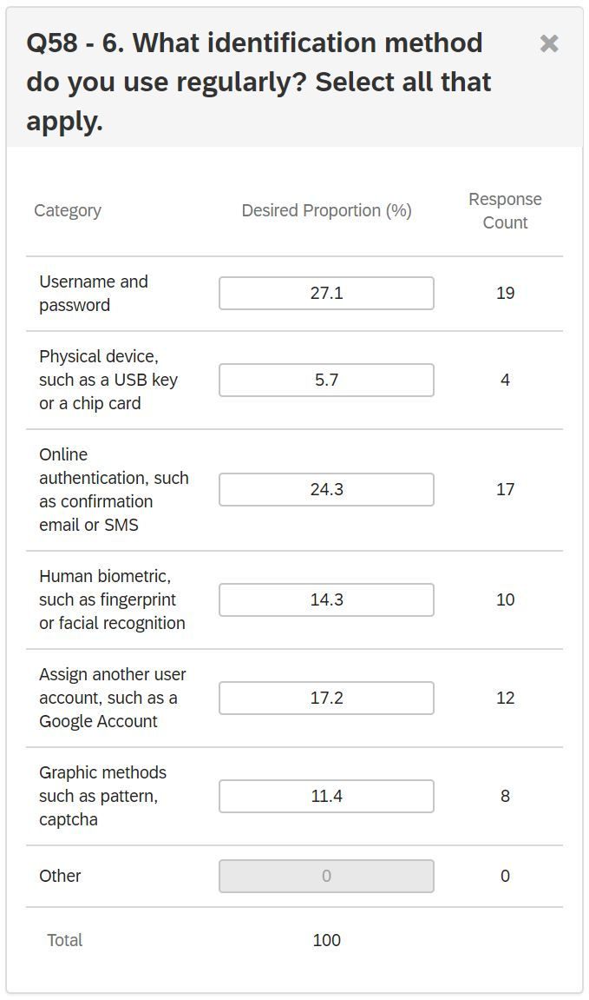 Q58 - 6. What identification method
do you use regularly? Select all that
apply.
Category
Desired Proportion (%)
Response
Count
Username and
password
27.1
19
Physical device,
such as a USB key
or a chip card
5.7
4
Online
authentication, such
as confirmation
email or SMS
24.3
17
Human biometric,
such as fingerprint
or facial recognition
14.3
10
Assign another user
account, such as a
Google Account
17.2
12
Graphic methods
such as pattern,
captcha
11.4
8
Other
0
0
Total
100